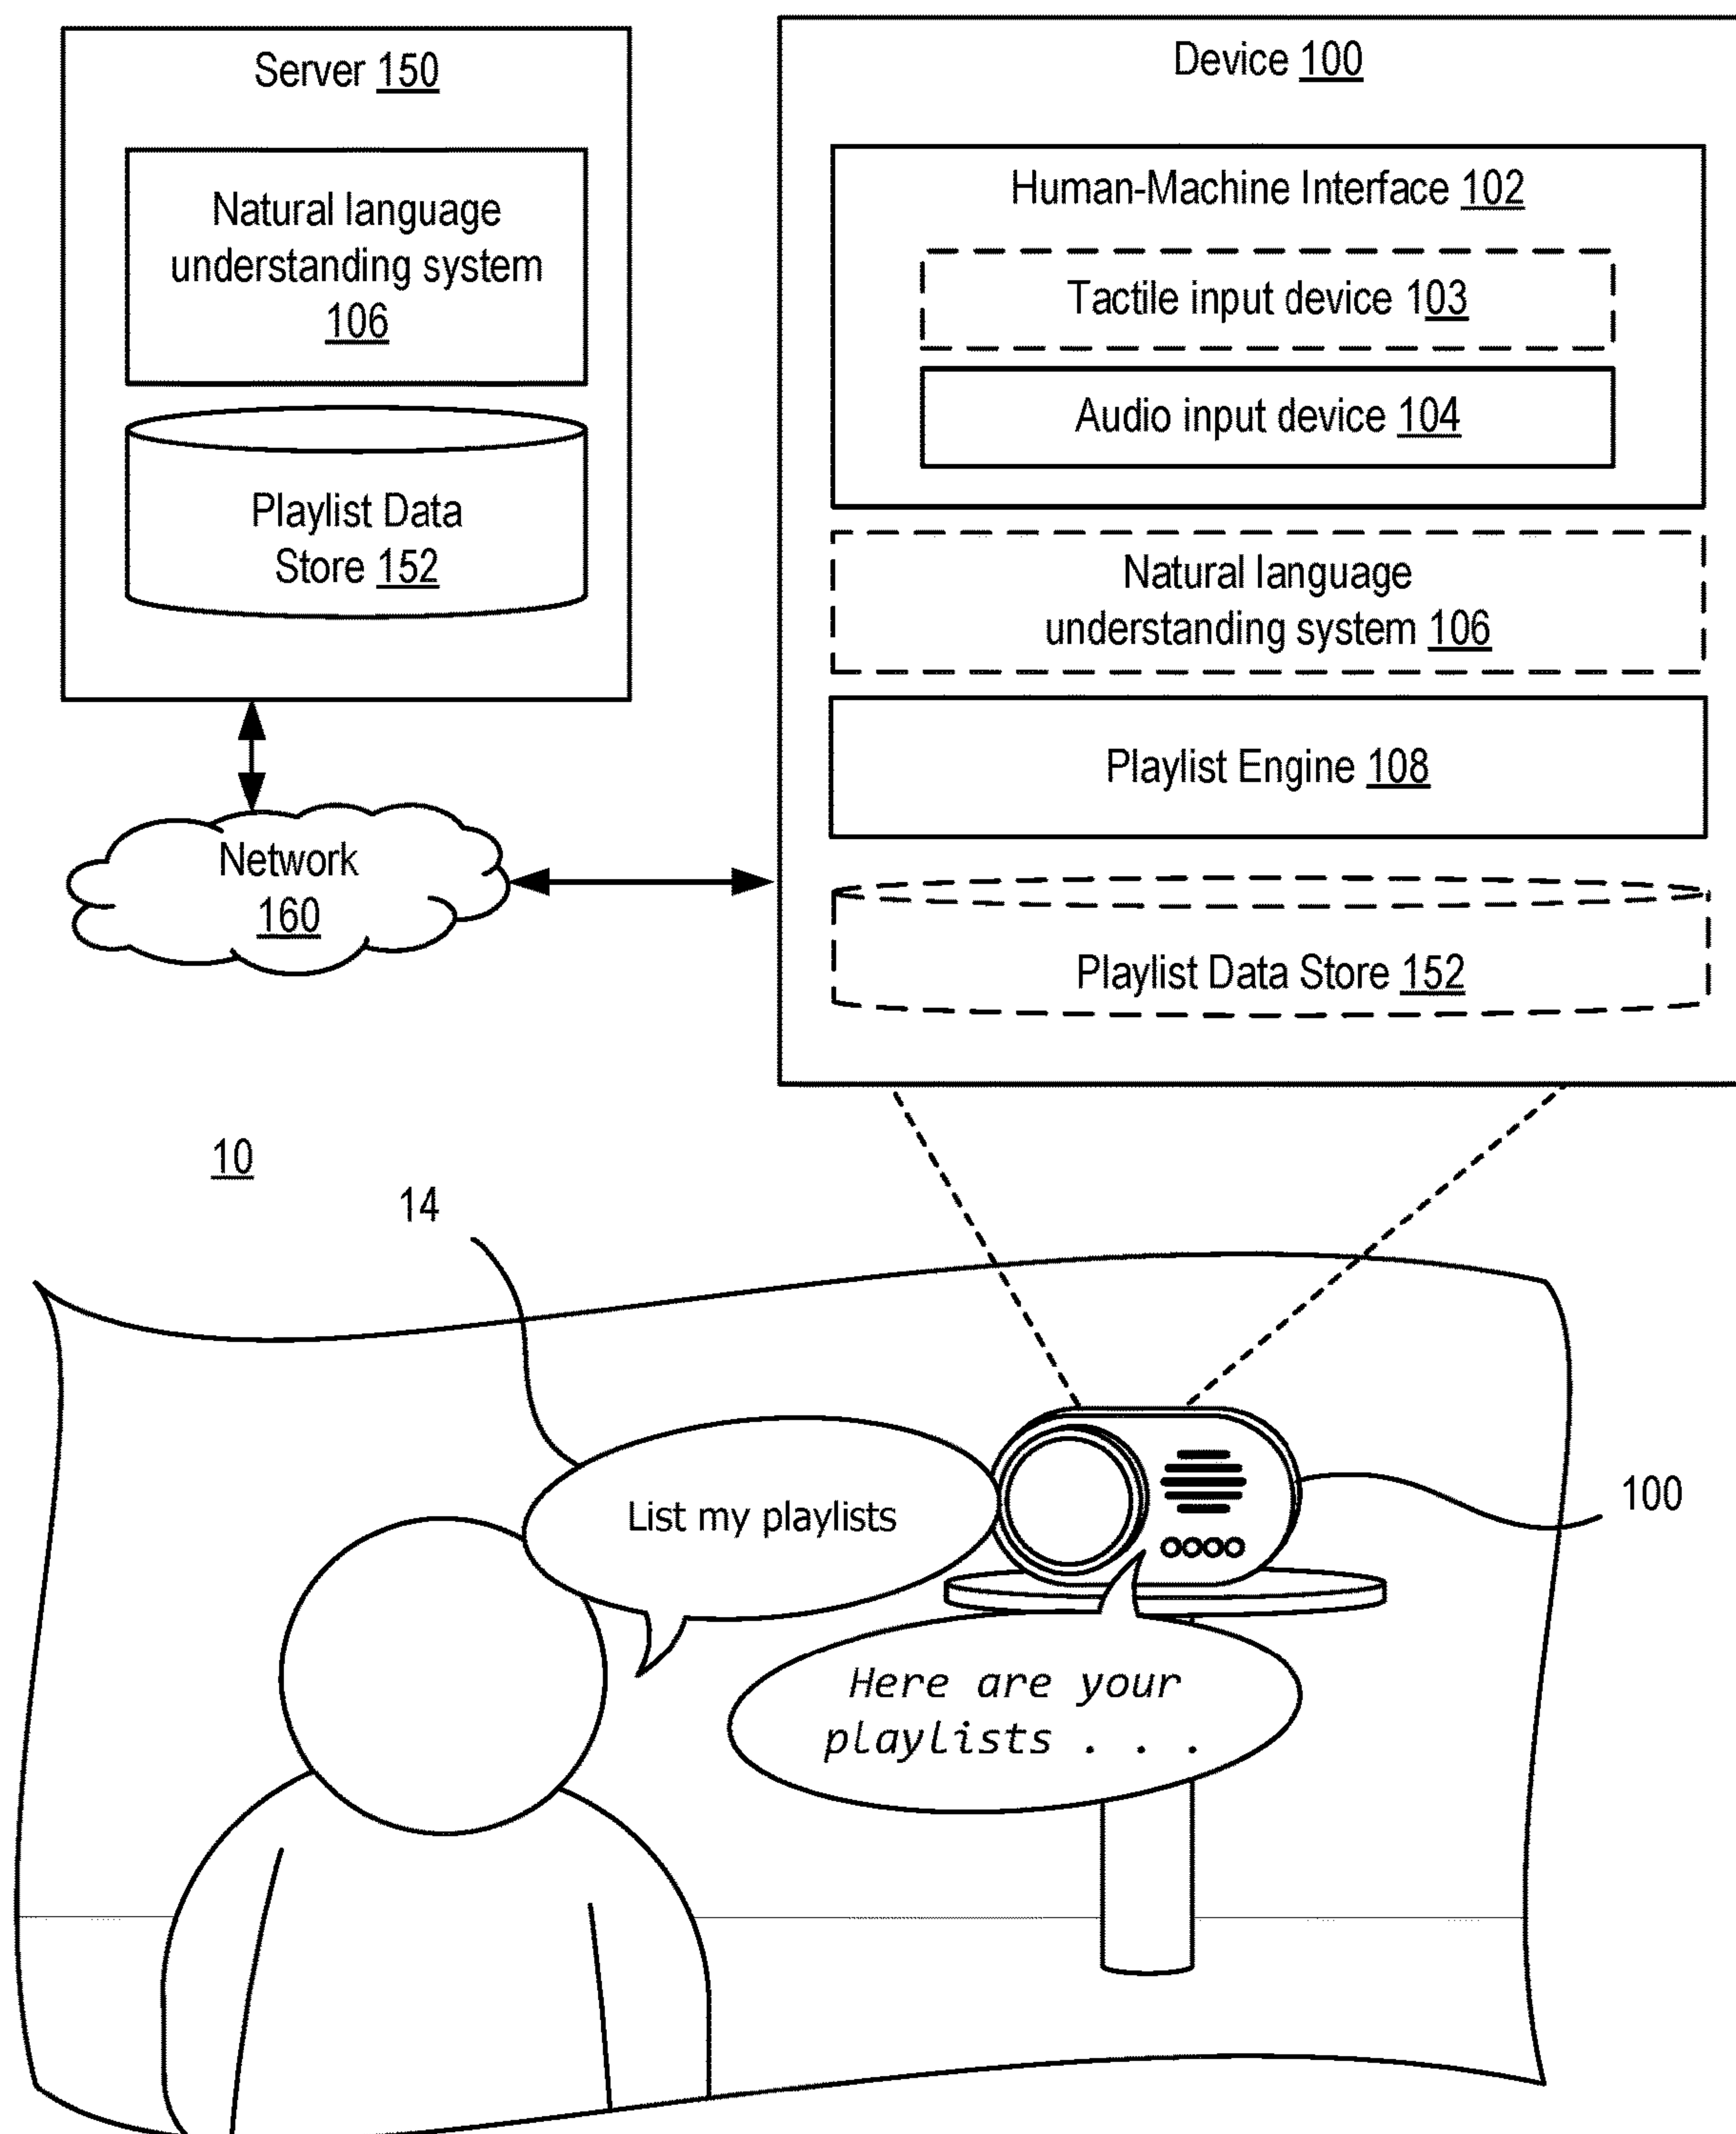 Server 150
Natural language
understanding system
106
Playlist Data
Store 152
Device 100
Human-Machine Interface 102
Tactile input device 103
Audio input device 104
Natural language
understanding system 106
Playlist Engine 108
Playlist Data Store 152
Network
160
10
14
List my playlists
100
Here are your
playlists . . .